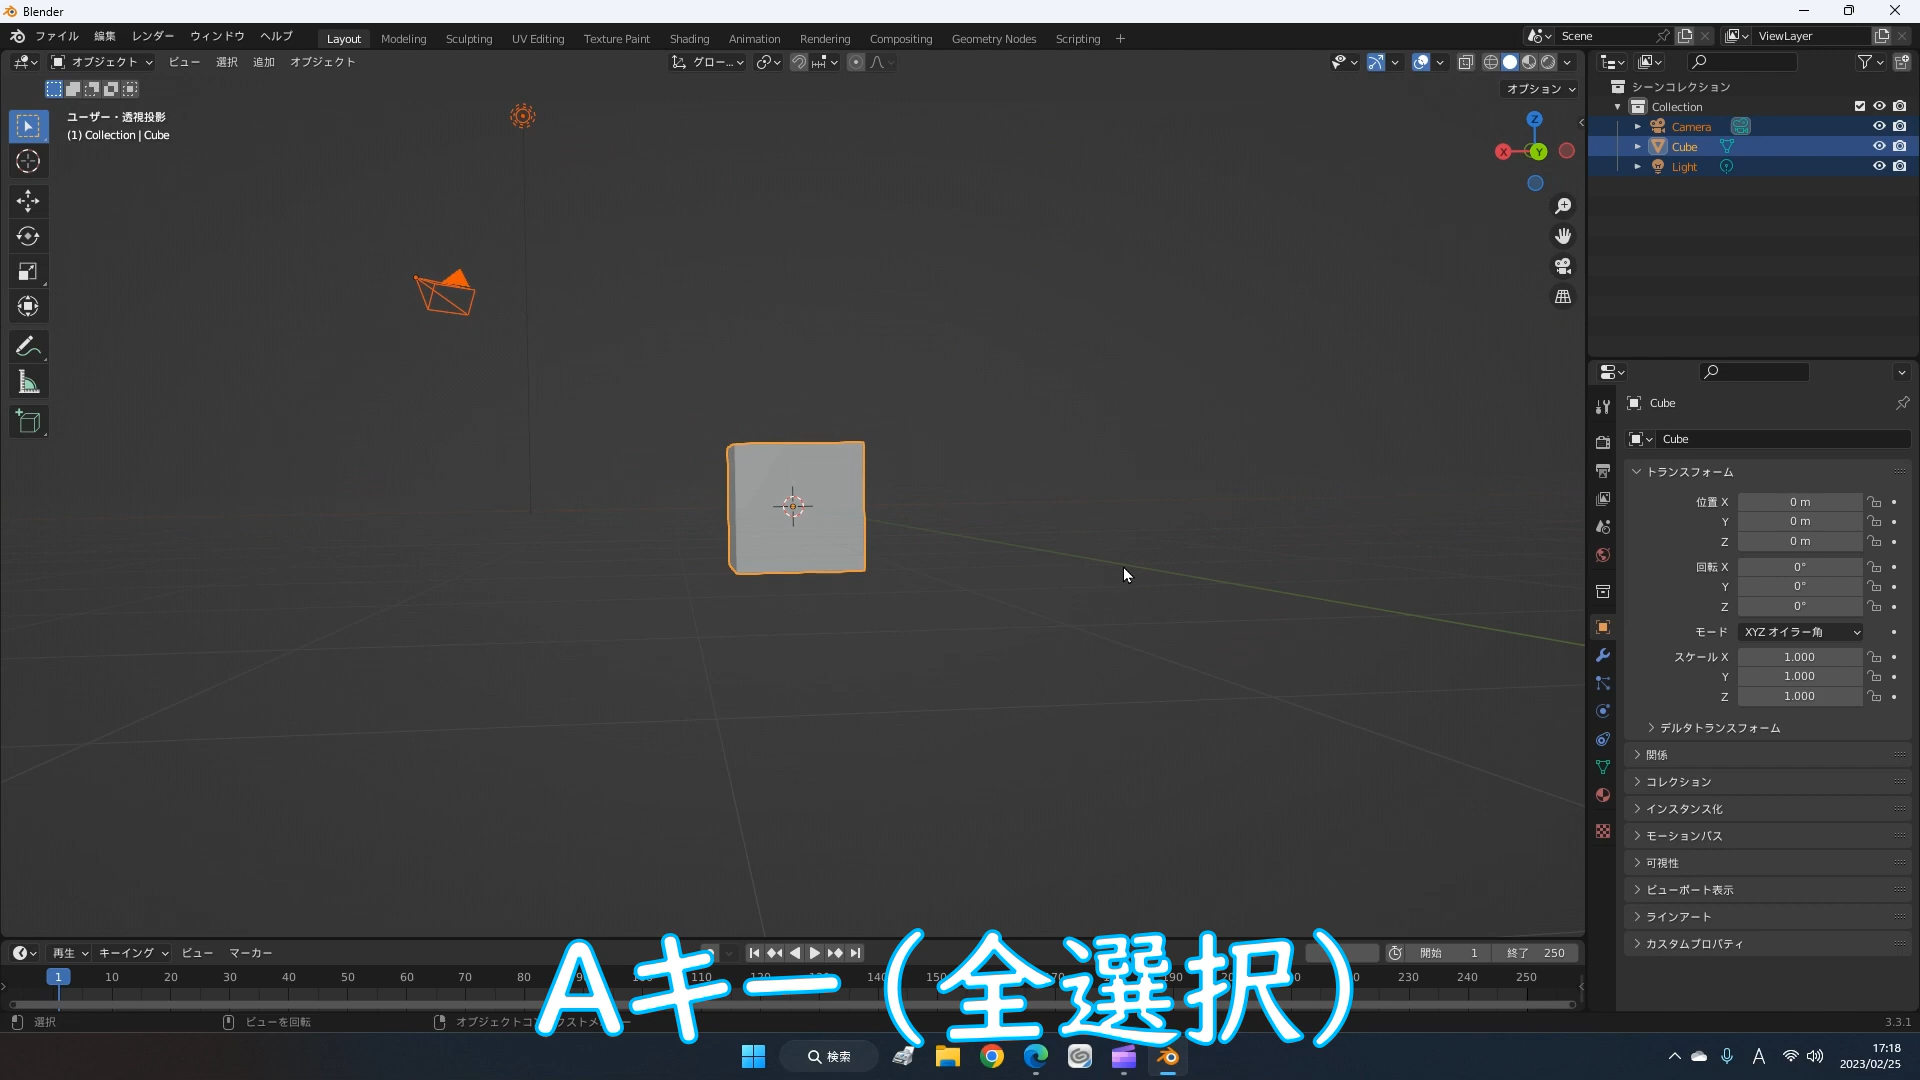 Blender
ファイル 編集 レンダー ウィンドウ ヘルプ Layout Modeling Sculpting UV Editing Texture Paint Shading Animation Rendering Compositing Geometry Nodes Scripting + Scene ViewLayer
オブジェクト ビュー 選択 追加 オブジェクト グロー...
オプション
ユーザー・透視投影
(1) Collection | Cube
Z
X Y
シーンコレクション
Collection
Camera
Cube
Light
Cube
Cube
トランスフォーム
位置 X 0 m
Y 0 m
Z 0 m
回転 X 0°
Y 0°
Z 0°
モード XYZ オイラー角
スケール X 1.000
Y 1.000
Z 1.000
デルタトランスフォーム
関係
コレクション
インスタンス化
モーションパス
可視性
ビューポート表示
ラインアート
カスタムプロパティ
再生 キーイング ビュー マーカー 開始 1 終了 250
1 10 20 30 40 50 60 70 80 110 120 140 230 240 250
Aキー(全選択)
選択 ビューを回転
3.3.1
検索
A
17:18
2023/02/25